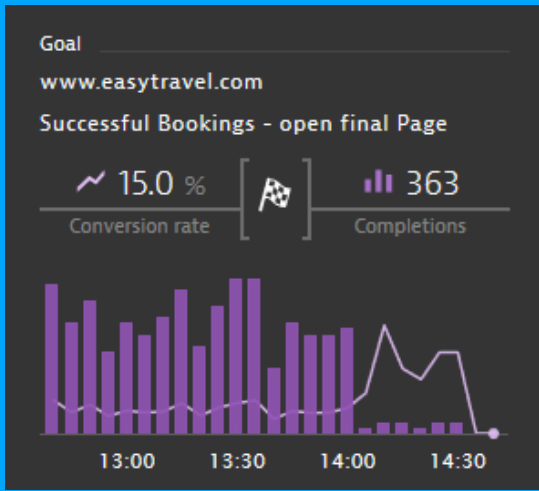 Goal
www.easytravel.com
Successful Bookings - open final Page
15.0 % 363
Conversion rate Completions
13:00 13:30 14:00 14:30